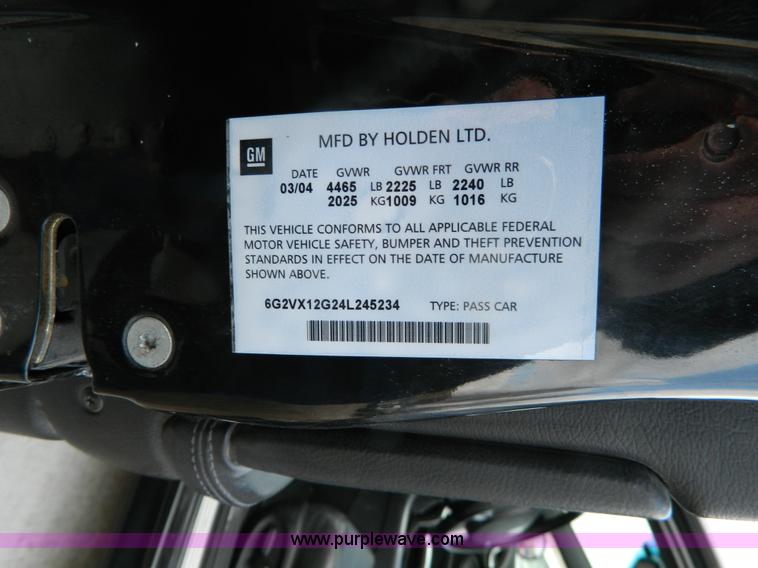 GM
MFD BY HOLDEN LTD.
DATE GVWR GVWR FRT GVWR RR
03/04 4465 LB 2225 LB 2240 LB
2025 KG 1009 KG 1016 KG
THIS VEHICLE CONFORMS TO ALL APPLICABLE FEDERAL
MOTOR VEHICLE SAFETY, BUMPER AND THEFT PREVENTION
STANDARDS IN EFFECT ON THE DATE OF MANUFACTURE
SHOWN ABOVE.
6G2VX12G24L245234 TYPE: PASS CAR
www.purplewave.com